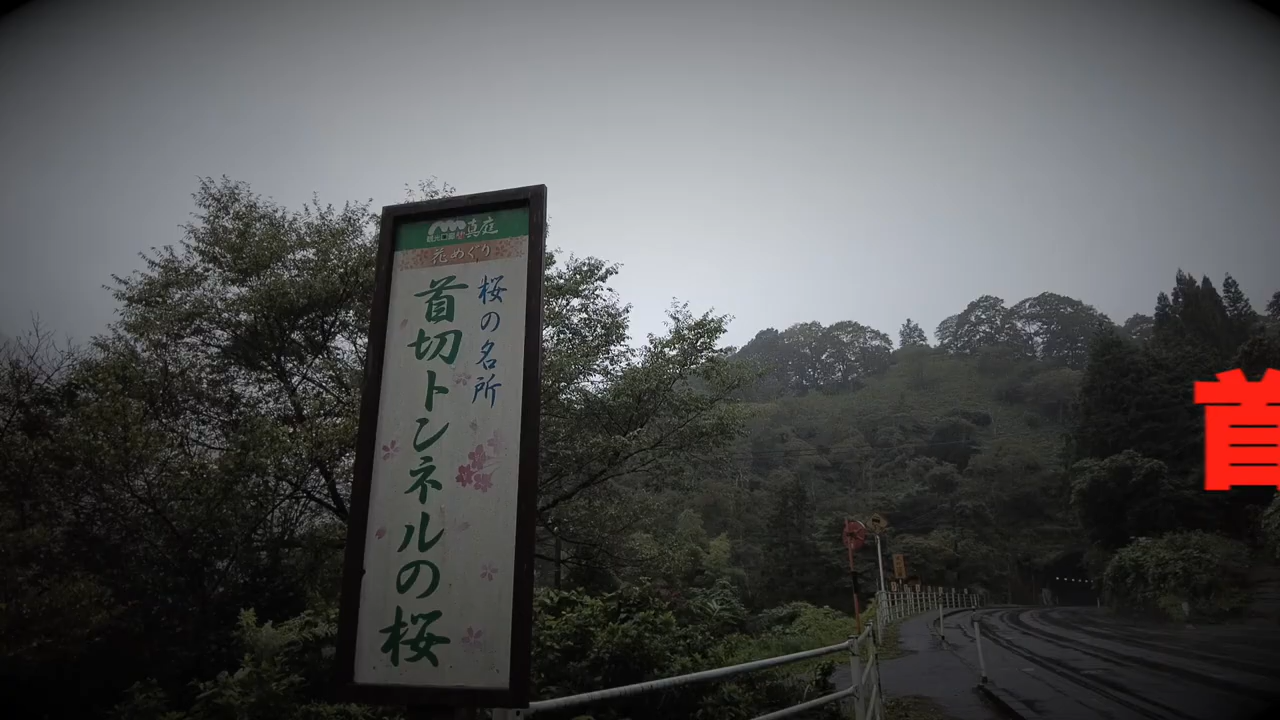 真庭
花めぐり
桜の名所
首切トンネルの桜
首